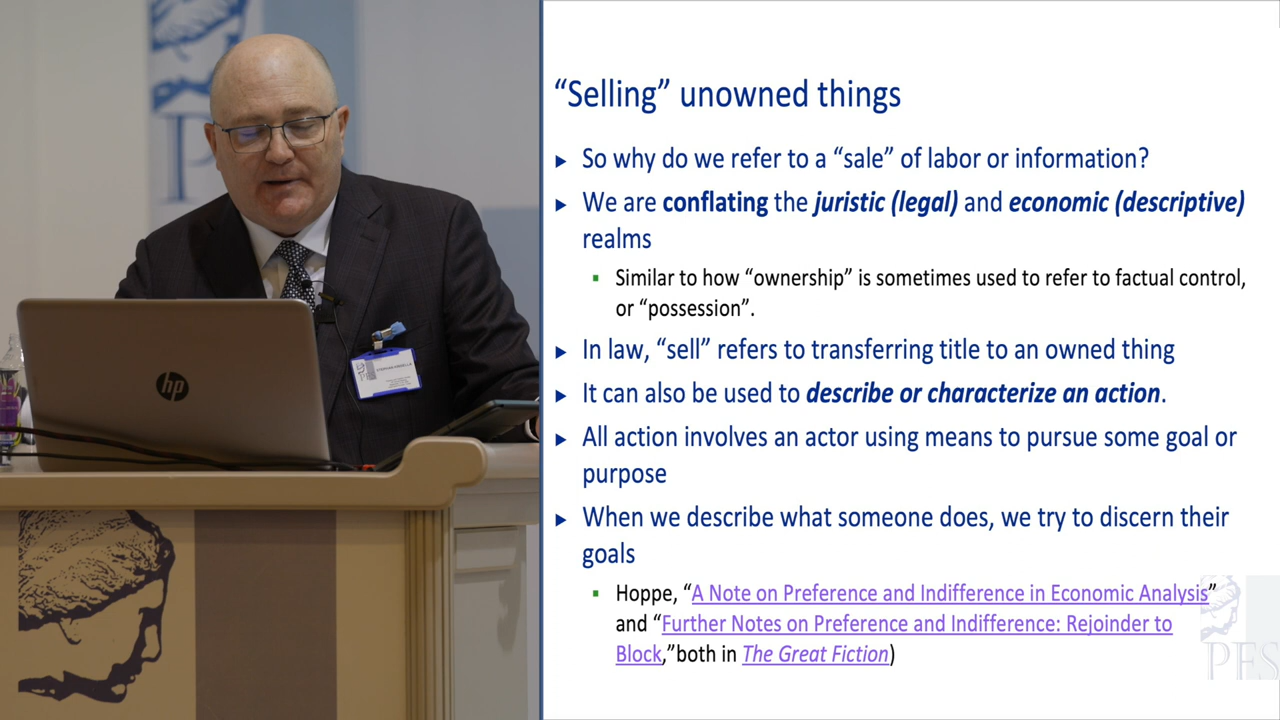 P
hp
STEPHAN KINSELLA
“Selling” unowned things
So why do we refer to a “sale” of labor or information?
We are conflating the juristic (legal) and economic (descriptive)
realms
Similar to how “ownership” is sometimes used to refer to factual control,
or “possession”.
In law, “sell” refers to transferring title to an owned thing
It can also be used to describe or characterize an action.
All action involves an actor using means to pursue some goal or
purpose
When we describe what someone does, we try to discern their
goals
Hoppe, “A Note on Preference and Indifference in Economic Analysis”
and “Further Notes on Preference and Indifference: Rejoinder to
Block,”both in The Great Fiction)
PFS